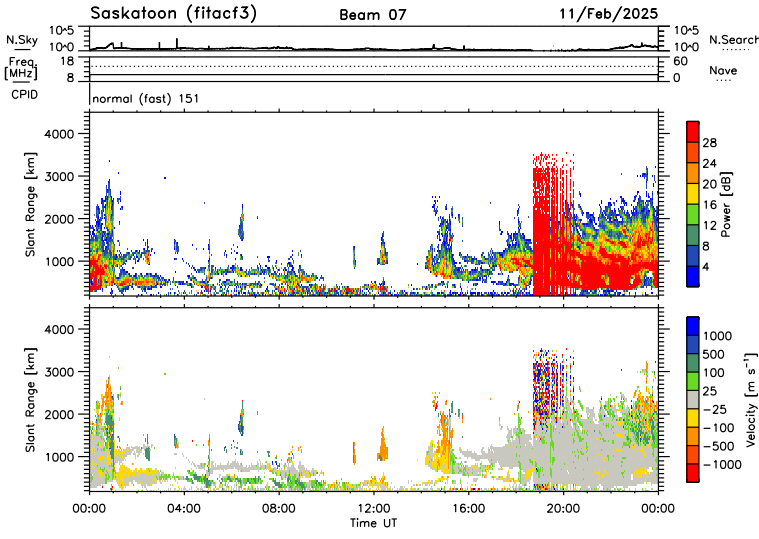 Saskatoon (fitacf3) Beam 07 11/Feb/2025
N.Sky 10^5 10^0 10^5 10^0 N.Search
Freq. [MHz] 18 8 60 0 Nave
CPID normal (fast) 151
Slant Range [km] 4000 3000 2000 1000
Power [dB] 28 24 20 16 12 8 4
Slant Range [km] 4000 3000 2000 1000
Velocity [m s⁻¹] 1000 500 100 25 −25 −100 −500 −1000
00:00 04:00 08:00 12:00 16:00 20:00 00:00
Time UT